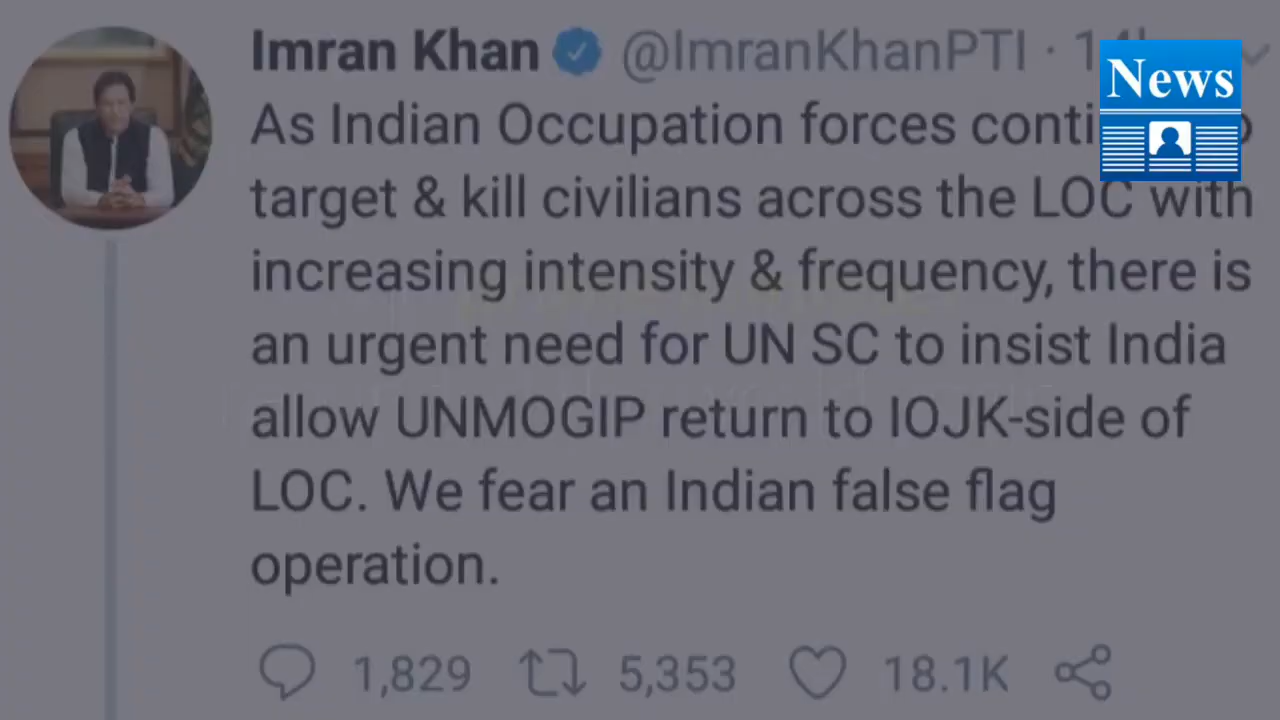 Imran Khan @ImranKhanPTI ·
News
As Indian Occupation forces
target & kill civilians across the LOC with
increasing intensity & frequency, there is
an urgent need for UN SC to insist India
allow UNMOGIP return to IOJK-side of
LOC. We fear an Indian false flag
operation.
1,829 5,353 18.1K